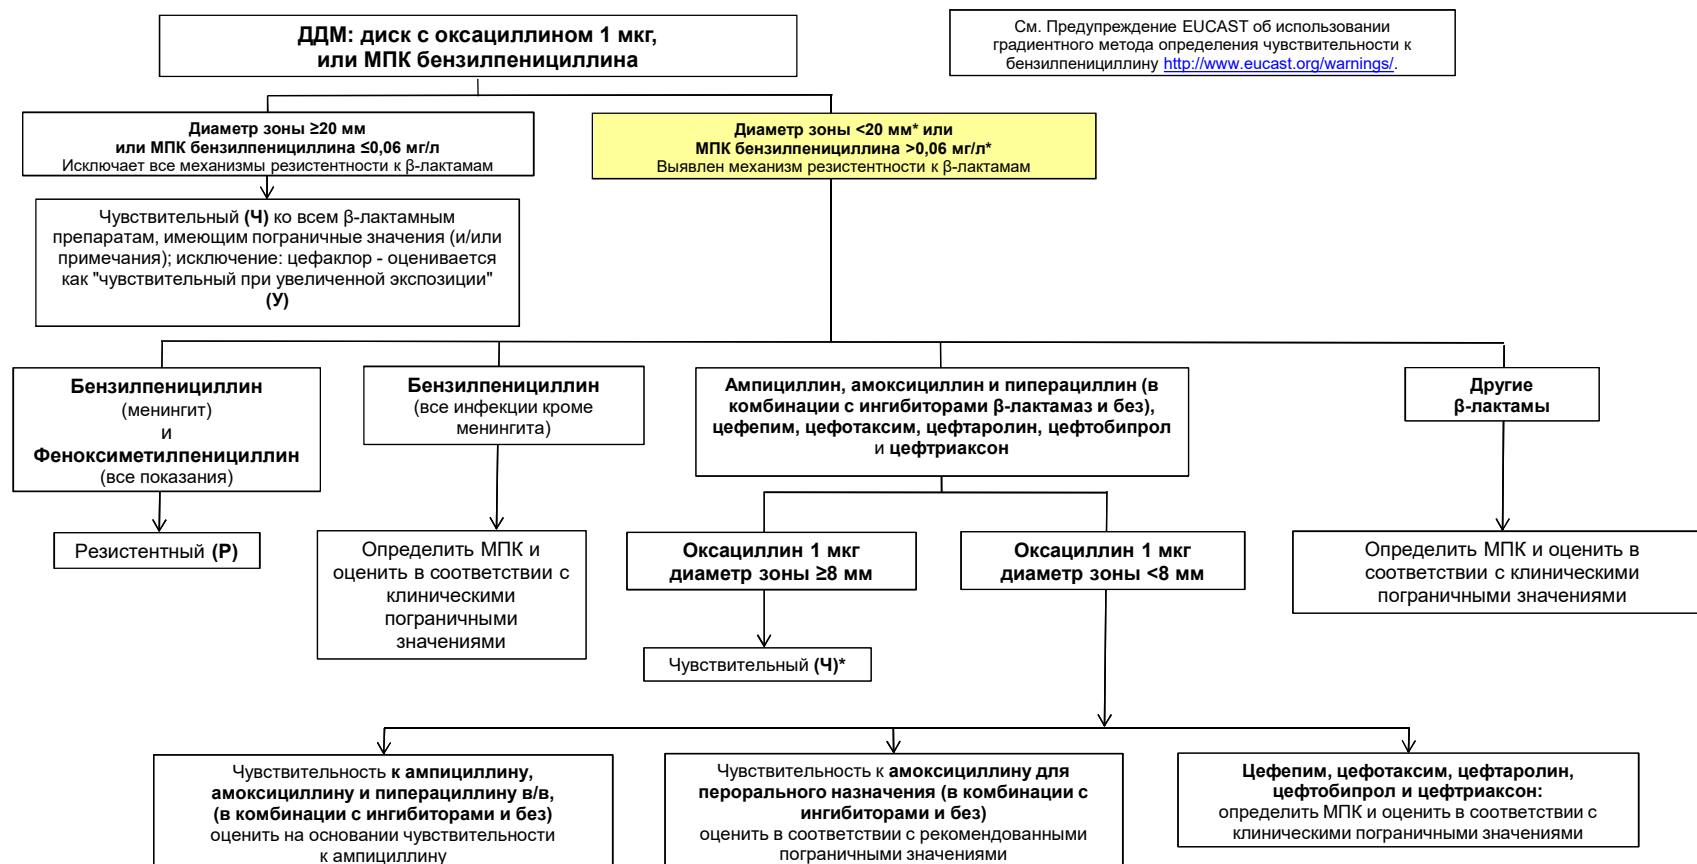 ДДМ: диск с оксациллином 1 мкг,
или МПК бензилпенициллина
См. Предупреждение EUCAST об использовании
градиентного метода определения чувствительности к
бензилпенициллину http://www.eucast.org/warnings/.
Диаметр зоны ≥20 мм
или МПК бензилпенициллина ≤0,06 мг/л
Исключает все механизмы резистентности к β-лактамам
Диаметр зоны <20 мм* или
МПК бензилпенициллина >0,06 мг/л*
Выявлен механизм резистентности к β-лактамам
Чувствительный (Ч) ко всем β-лактамным
препаратам, имеющим пограничные значения (и/или
примечания); исключение: цефаклор - оценивается
как "чувствительный при увеличенной экспозиции"
(У)
Бензилпенициллин
(менингит)
и
Феноксиметилпенициллин
(все показания)
Бензилпенициллин
(все инфекции кроме
менингита)
Ампициллин, амоксициллин и пиперациллин (в
комбинации с ингибиторами β-лактамаз и без),
цефепим, цефотаксим, цефтаролин, цефтобипрол
и цефтриаксон
Другие
β-лактамы
Резистентный (Р)
Определить МПК и
оценить в соответствии с
клиническими
пограничными
значениями
Оксациллин 1 мкг
диаметр зоны ≥8 мм
Оксациллин 1 мкг
диаметр зоны <8 мм
Определить МПК и оценить в
соответствии с клиническими
пограничными значениями
Чувствительный (Ч)*
Чувствительность к ампициллину,
амоксициллину и пиперациллину в/в,
(в комбинации с ингибиторами и без)
оценить на основании чувствительности
к ампициллину
Чувствительность к амоксициллину для
перорального назначения (в комбинации с
ингибиторами и без)
оценить в соответствии с рекомендованными
пограничными значениями
Цефепим, цефотаксим, цефтаролин,
цефтобипрол и цефтриаксон:
определить МПК и оценить в соответствии с
клиническими пограничными значениями